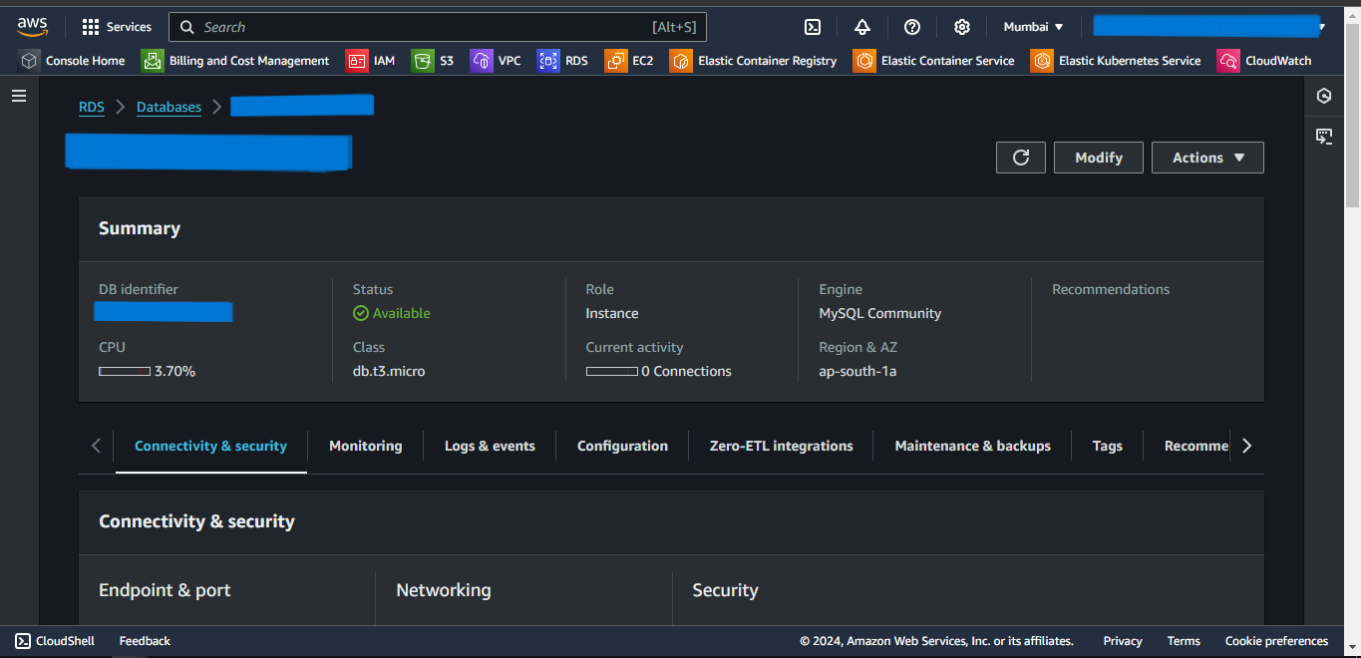 aws Services Search [Alt+S] Mumbai
Console Home Billing and Cost Management IAM S3 VPC RDS EC2 Elastic Container Registry Elastic Container Service Elastic Kubernetes Service CloudWatch
RDS Databases
Modify Actions
Summary
DB identifier Status Role Engine Recommendations
Available Instance MySQL Community
CPU Class Current activity Region & AZ
3.70% db.t3.micro 0 Connections ap-south-1a
Connectivity & security Monitoring Logs & events Configuration Zero-ETL integrations Maintenance & backups Tags Recomme
Connectivity & security
Endpoint & port Networking Security
CloudShell Feedback © 2024, Amazon Web Services, Inc. or its affiliates. Privacy Terms Cookie preferences